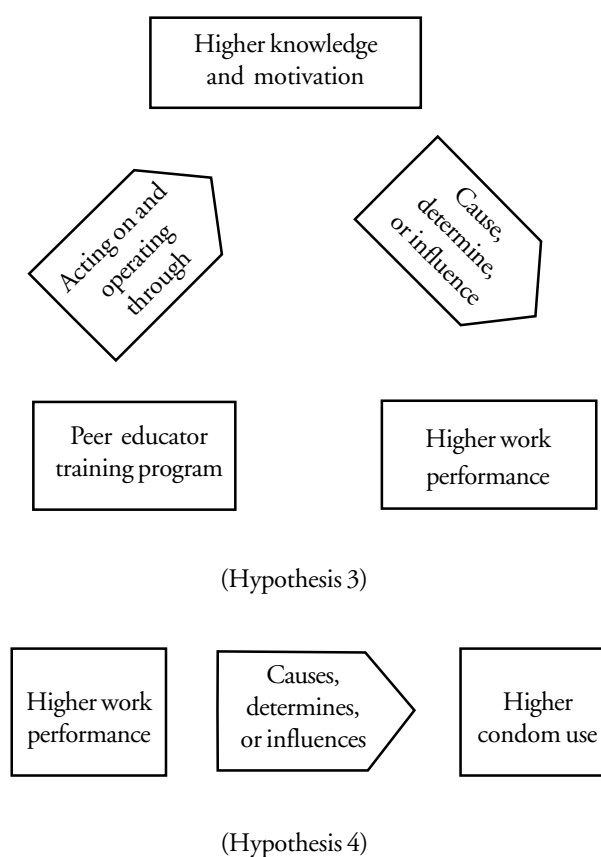 Higher knowledge
and motivation
Acting on and
operating
through
Cause,
determine,
or influence
Peer educator
training program
Higher work
performance
(Hypothesis 3)
Higher work
performance
Causes,
determines,
or influences
Higher
condom use
(Hypothesis 4)